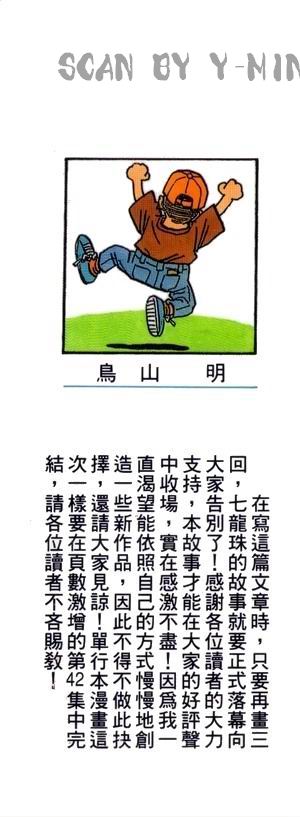 SCAN BY Y-MIN
鳥山 明
在寫這篇文章時，只要再畫三
回，七龍珠的故事就要正式落幕向
大家告別了！感謝各位讀者的大力
支持，本故事才能在大家的好評聲
中收場，實在感激不盡！因爲我一
直渴望能依照自己的方式慢慢地創
造一些新作品，因此不得不做此抉
擇，還請大家見諒！單行本漫畫這
次一樣要在頁數激增的第42集中完
結，請各位讀者不吝賜教！